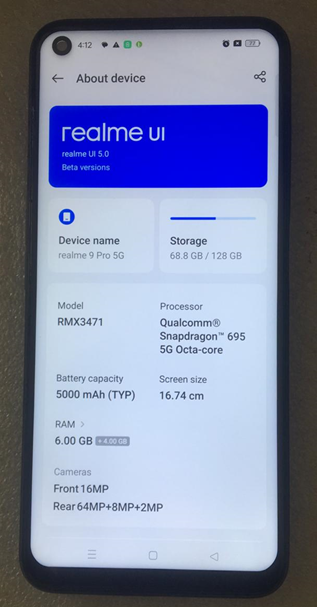 4:12
About device
realme UI
realme UI 5.0
Beta versions
Device name
realme 9 Pro 5G
Storage
68.8 GB / 128 GB
Model
RMX3471
Processor
Qualcomm®
Snapdragon™ 695
5G Octa-core
Battery capacity
5000 mAh (TYP)
Screen size
16.74 cm
RAM >
6.00 GB + 4.00 GB
Cameras
Front 16MP
Rear 64MP+8MP+2MP